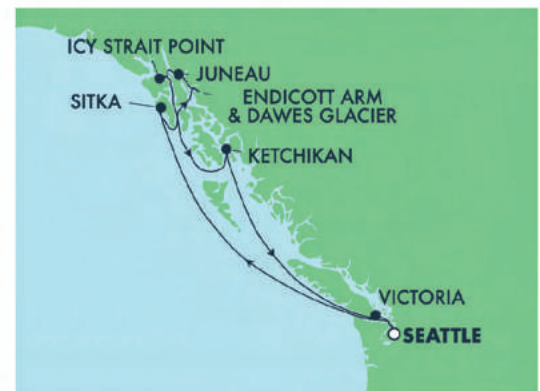 ICY STRAIT POINT
JUNEAU
SITKA
ENDICOTT ARM
& DAWES GLACIER
KETCHIKAN
VICTORIA
SEATTLE